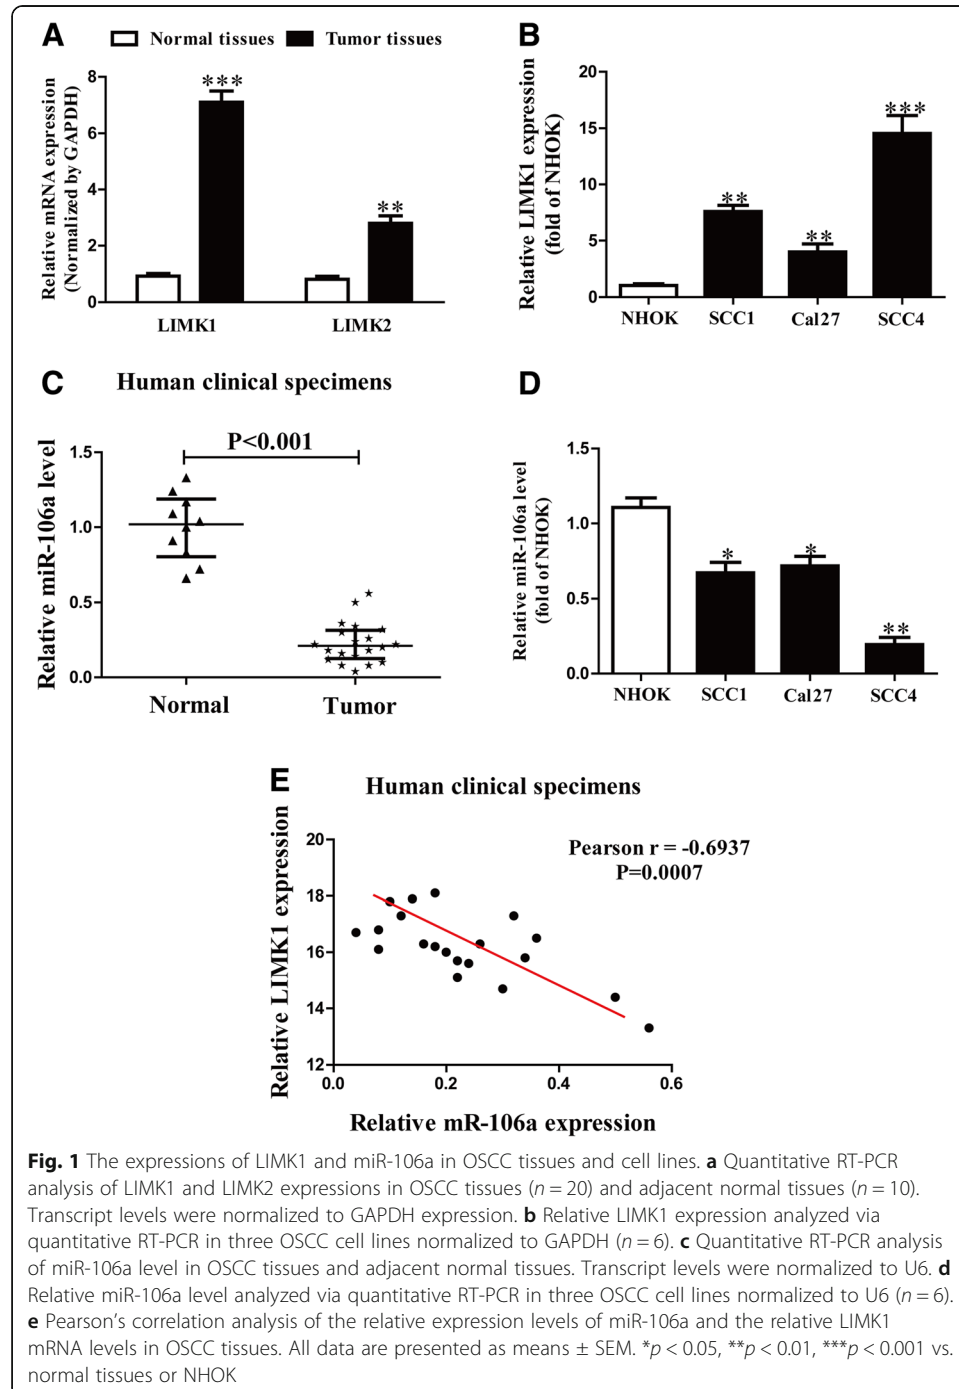 A
Normal tissues Tumor tissues
Relative mRNA expression
(Normalized by GAPDH)
8
6
4
2
0
***
**
LIMK1 LIMK2
B
Relative LIMK1 expression
(fold of NHOK)
20
15
10
5
0
**
**
***
NHOK SCC1 Cal27 SCC4
C Human clinical specimens
Relative miR-106a level
P<0.001
1.5
1.0
0.5
0.0
Normal Tumor
D
Relative miR-106a level
(fold of NHOK)
1.5
1.0
0.5
0.0
*
*
**
NHOK SCC1 Cal27 SCC4
E Human clinical specimens
Relative LIMK1 expression
Pearson r = -0.6937
P=0.0007
20
18
16
14
12
0.0 0.2 0.4 0.6
Relative mR-106a expression
Fig. 1 The expressions of LIMK1 and miR-106a in OSCC tissues and cell lines. a Quantitative RT-PCR
analysis of LIMK1 and LIMK2 expressions in OSCC tissues (n = 20) and adjacent normal tissues (n = 10).
Transcript levels were normalized to GAPDH expression. b Relative LIMK1 expression analyzed via
quantitative RT-PCR in three OSCC cell lines normalized to GAPDH (n = 6). c Quantitative RT-PCR analysis
of miR-106a level in OSCC tissues and adjacent normal tissues. Transcript levels were normalized to U6. d
Relative miR-106a level analyzed via quantitative RT-PCR in three OSCC cell lines normalized to U6 (n = 6).
e Pearson's correlation analysis of the relative expression levels of miR-106a and the relative LIMK1
mRNA levels in OSCC tissues. All data are presented as means ± SEM. *p < 0.05, **p < 0.01, ***p < 0.001 vs.
normal tissues or NHOK